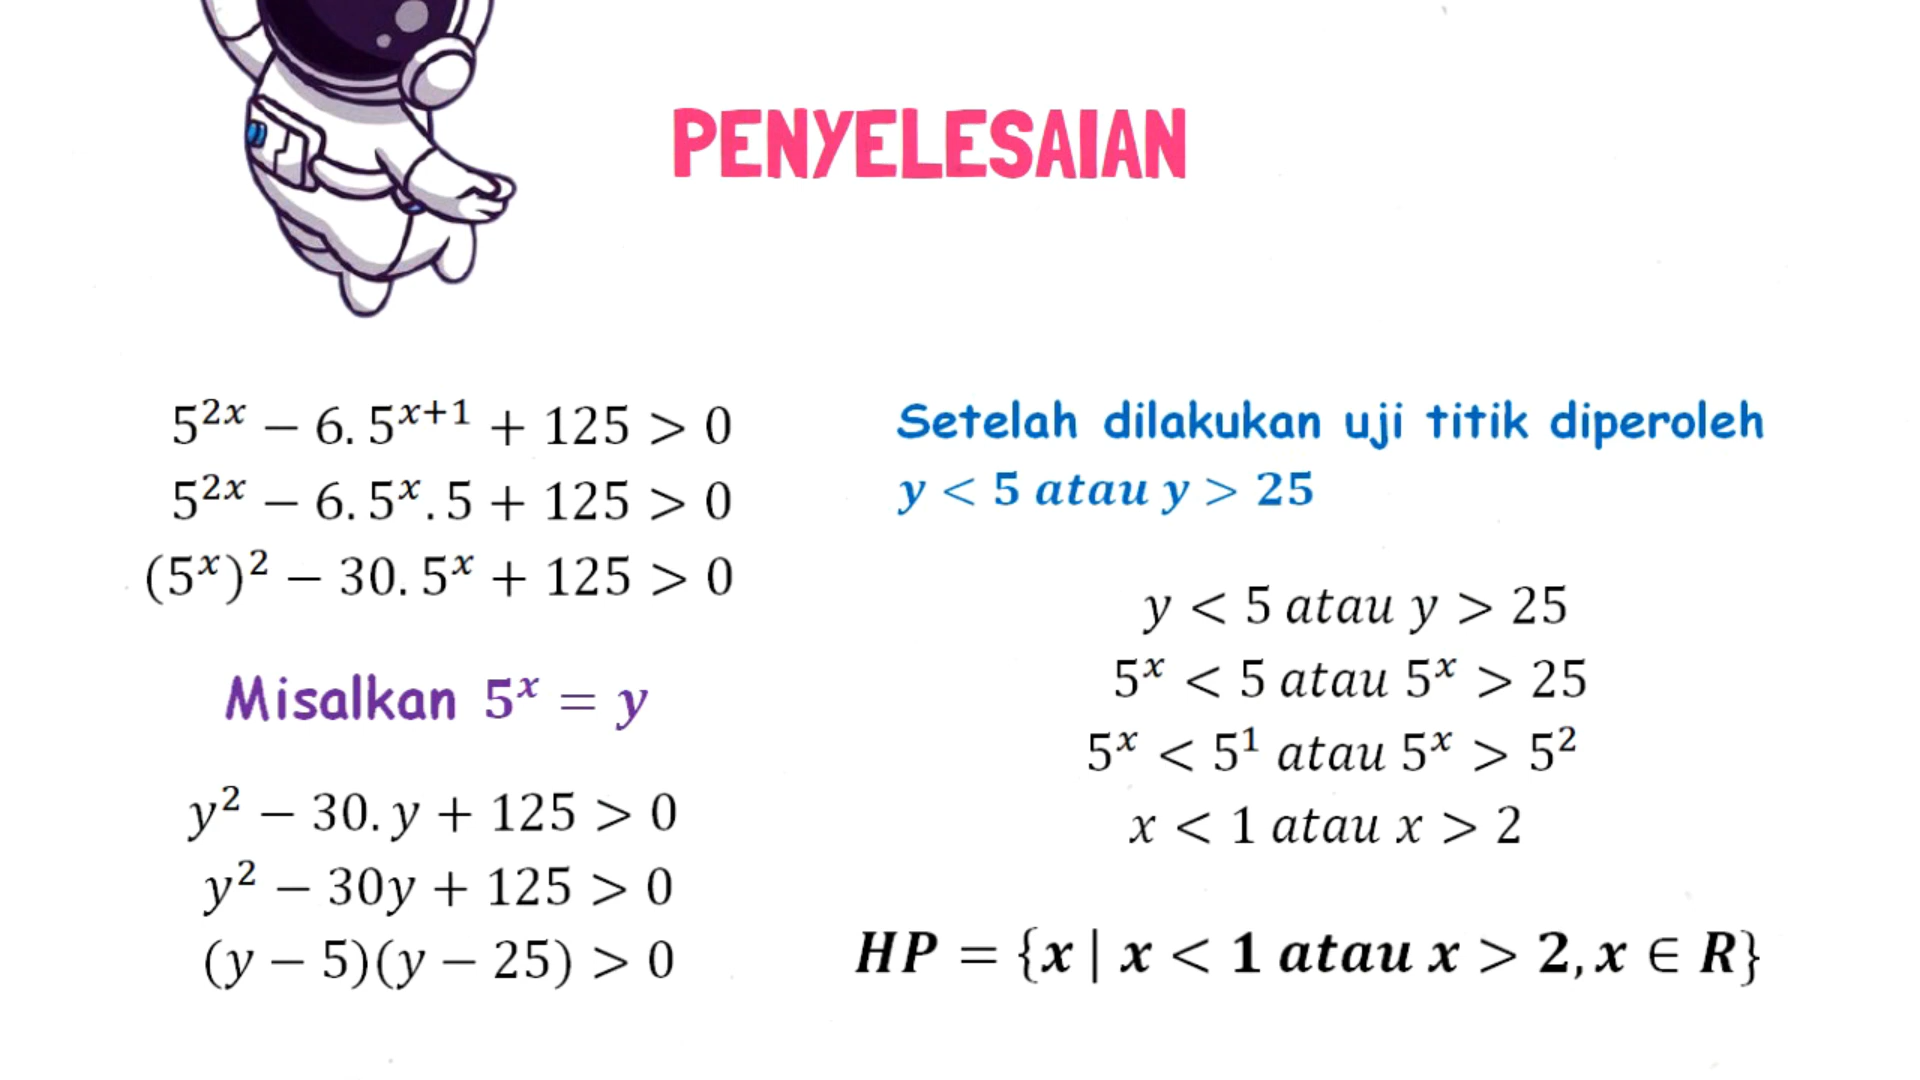 PENYELESAIAN
5^{2x} − 6. 5^{x+1} + 125 > 0
5^{2x} − 6. 5^x. 5 + 125 > 0
(5^x)^2 − 30. 5^x + 125 > 0
Misalkan 5^x = y
y^2 − 30. y + 125 > 0
y^2 − 30y + 125 > 0
(y − 5)(y − 25) > 0
Setelah dilakukan uji titik diperoleh
y < 5 atau y > 25
y < 5 atau y > 25
5^x < 5 atau 5^x > 25
5^x < 5^1 atau 5^x > 5^2
x < 1 atau x > 2
HP = {x | x < 1 atau x > 2, x ∈ R}